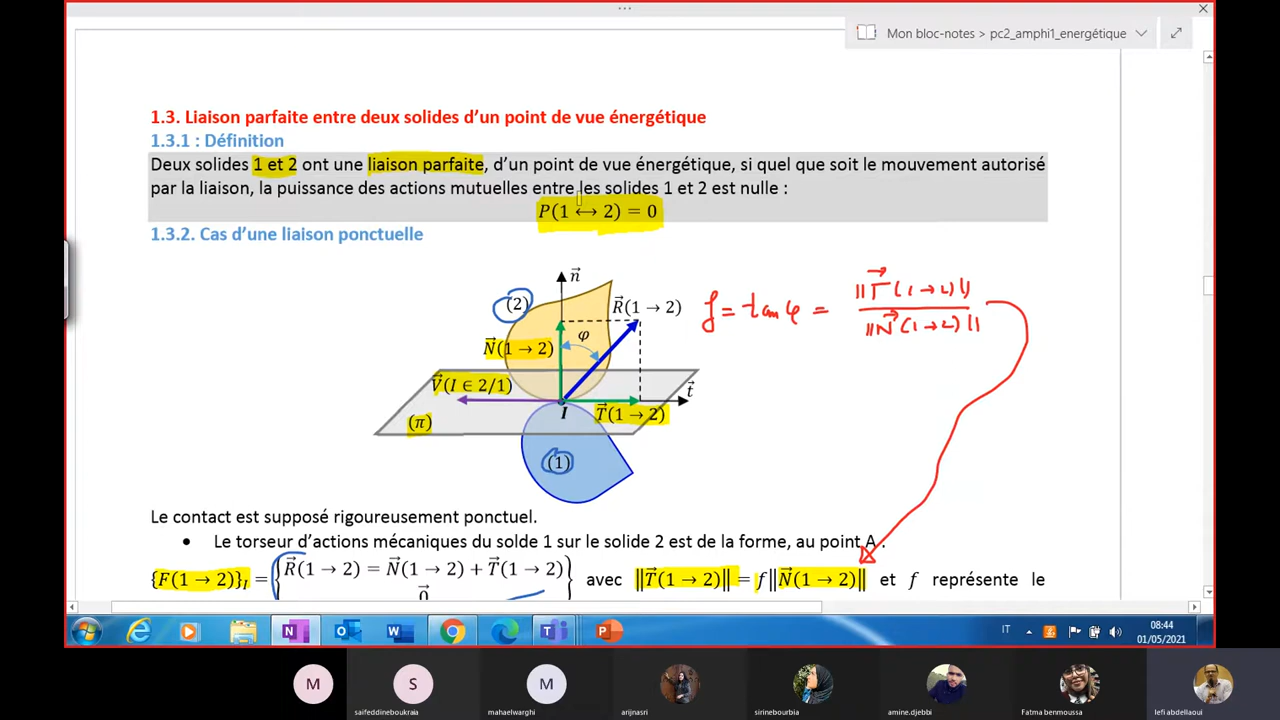 Mon bloc-notes > pc2_amphi1_energétique
1.3. Liaison parfaite entre deux solides d'un point de vue énergétique
1.3.1 : Définition
Deux solides 1 et 2 ont une liaison parfaite, d'un point de vue énergétique, si quel que soit le mouvement autorisé
par la liaison, la puissance des actions mutuelles entre les solides 1 et 2 est nulle :
P(1 ↔ 2) = 0
1.3.2. Cas d'une liaison ponctuelle
n⃗
(2)
R⃗(1 → 2)
f = tan φ = ||T⃗(1→2)|| / ||N⃗(1→2)||
φ
N⃗(1 → 2)
V⃗(I ∈ 2/1)
t⃗
I
T⃗(1 → 2)
(π)
(1)
Le contact est supposé rigoureusement ponctuel.
• Le torseur d'actions mécaniques du solde 1 sur le solide 2 est de la forme, au point A :
{F(1 → 2)}I = { R⃗(1 → 2) = N⃗(1 → 2) + T⃗(1 → 2) } avec ||T⃗(1 → 2)|| = f||N⃗(1 → 2)|| et f représente le
0⃗
IT
08:44
01/05/2021
M
S
M
saifeddineboukraia
mahaelwarghi
arijnasri
sirinebourbia
amine.djebbi
Fatma benmoussa
lefi abdellaoui